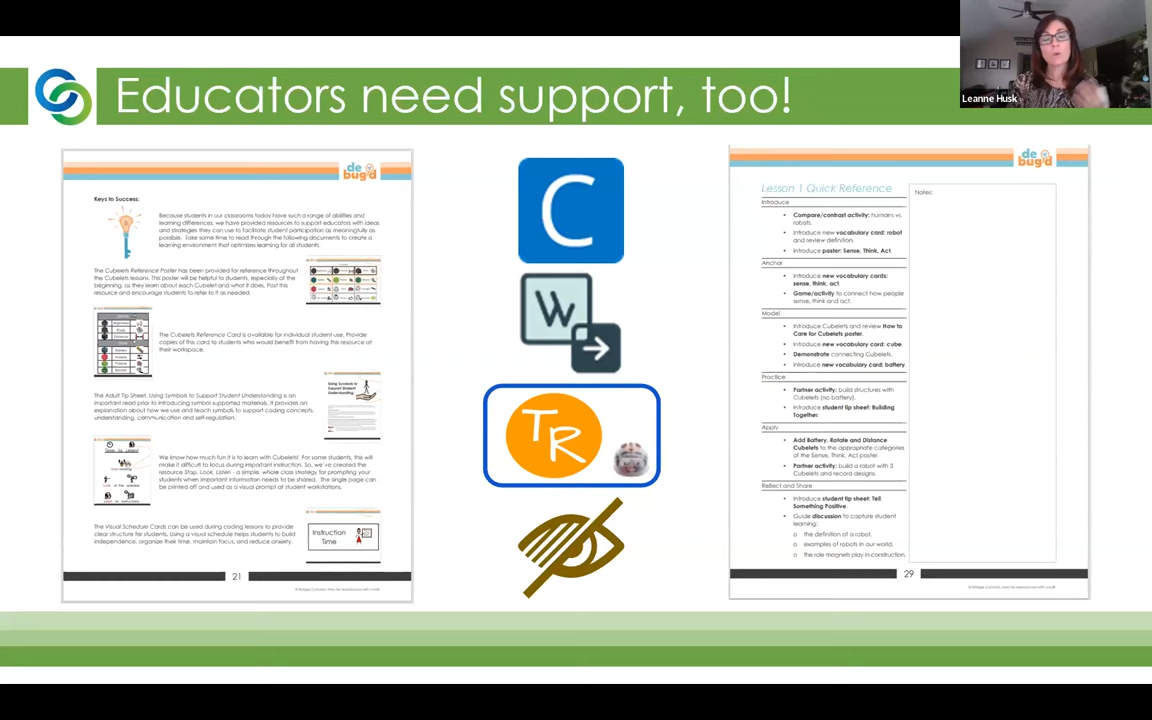 Educators need support, too!
Leanne Husk
de
bug'd
Keys to Success:
Because students in our classrooms today have such a range of abilities and
learning differences, we have provided resources to support educators with ideas
and strategies they can use to facilitate student participation as meaningfully as
possible. Take some time to read through the following documents to create a
learning environment that optimizes learning for all students.
The Cubelets Reference Poster has been provided for reference throughout
the Cubelets lessons. This poster will be helpful to students, especially at the
beginning, as they learn about each Cubelet and what it does. Post this
resource and encourage students to refer to it as needed.
The Cubelets Reference Card is available for individual student use. Provide
copies of this card to students who would benefit from having this resource at
their workspace.
The Adult Tip Sheet, Using Symbols to Support Student Understanding is an
important read prior to introducing symbol supported materials. It provides an
explanation about how we use and teach symbols to support coding concepts,
understanding, communication and self-regulation.
Using Symbols to
Support Student
Understanding
We know how much fun it is to learn with Cubelets! For some students, this will
make it difficult to focus during important instruction. So, we've created the
resource Stop, Look, Listen - a simple, whole class strategy for prompting your
students when important information needs to be shared. The single page can
be printed off and used as a visual prompt at student workstations.
The Visual Schedule Cards can be used during coding lessons to provide
clear structure for students. Using a visual schedule helps students to build
independence, organize their time, maintain focus, and reduce anxiety.
Instruction
Time
21
C
W
TR
de
bug'd
Lesson 1 Quick Reference
Notes:
Introduce
• Compare/contrast activity: humans vs.
robots.
• Introduce new vocabulary card: robot
and review definition.
• Introduce poster: Sense, Think, Act.
Anchor
• Introduce new vocabulary cards:
sense, think, act.
• Game/activity to connect how people
sense, think and act.
Model
• Introduce Cubelets and review How to
Care for Cubelets poster.
• Introduce new vocabulary card: cube.
• Demonstrate connecting Cubelets.
• Introduce new vocabulary card: battery.
Practice
• Partner activity: build structures with
Cubelets (no battery).
• Introduce student tip sheet: Building
Together.
Apply
• Add Battery, Rotate and Distance
Cubelets to the appropriate categories
of the Sense, Think, Act poster.
• Partner activity: build a robot with 3
Cubelets and record designs.
Reflect and Share
• Introduce student tip sheet: Tell
Something Positive.
• Guide discussion to capture student
learning:
o the definition of a robot.
o examples of robots in our world.
o the role magnets play in construction.
29